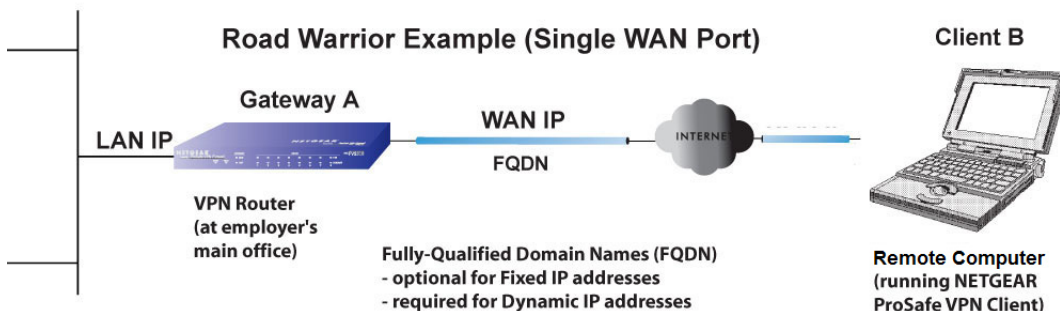 Road Warrior Example (Single WAN Port)
Client B
Gateway A
LAN IP
WAN IP
INTERNET
FQDN
NETGEAR
NETGEAR
VPN Router
(at employer's
main office)
Fully-Qualified Domain Names (FQDN)
- optional for Fixed IP addresses
- required for Dynamic IP addresses
Remote Computer
(running NETGEAR
ProSafe VPN Client)